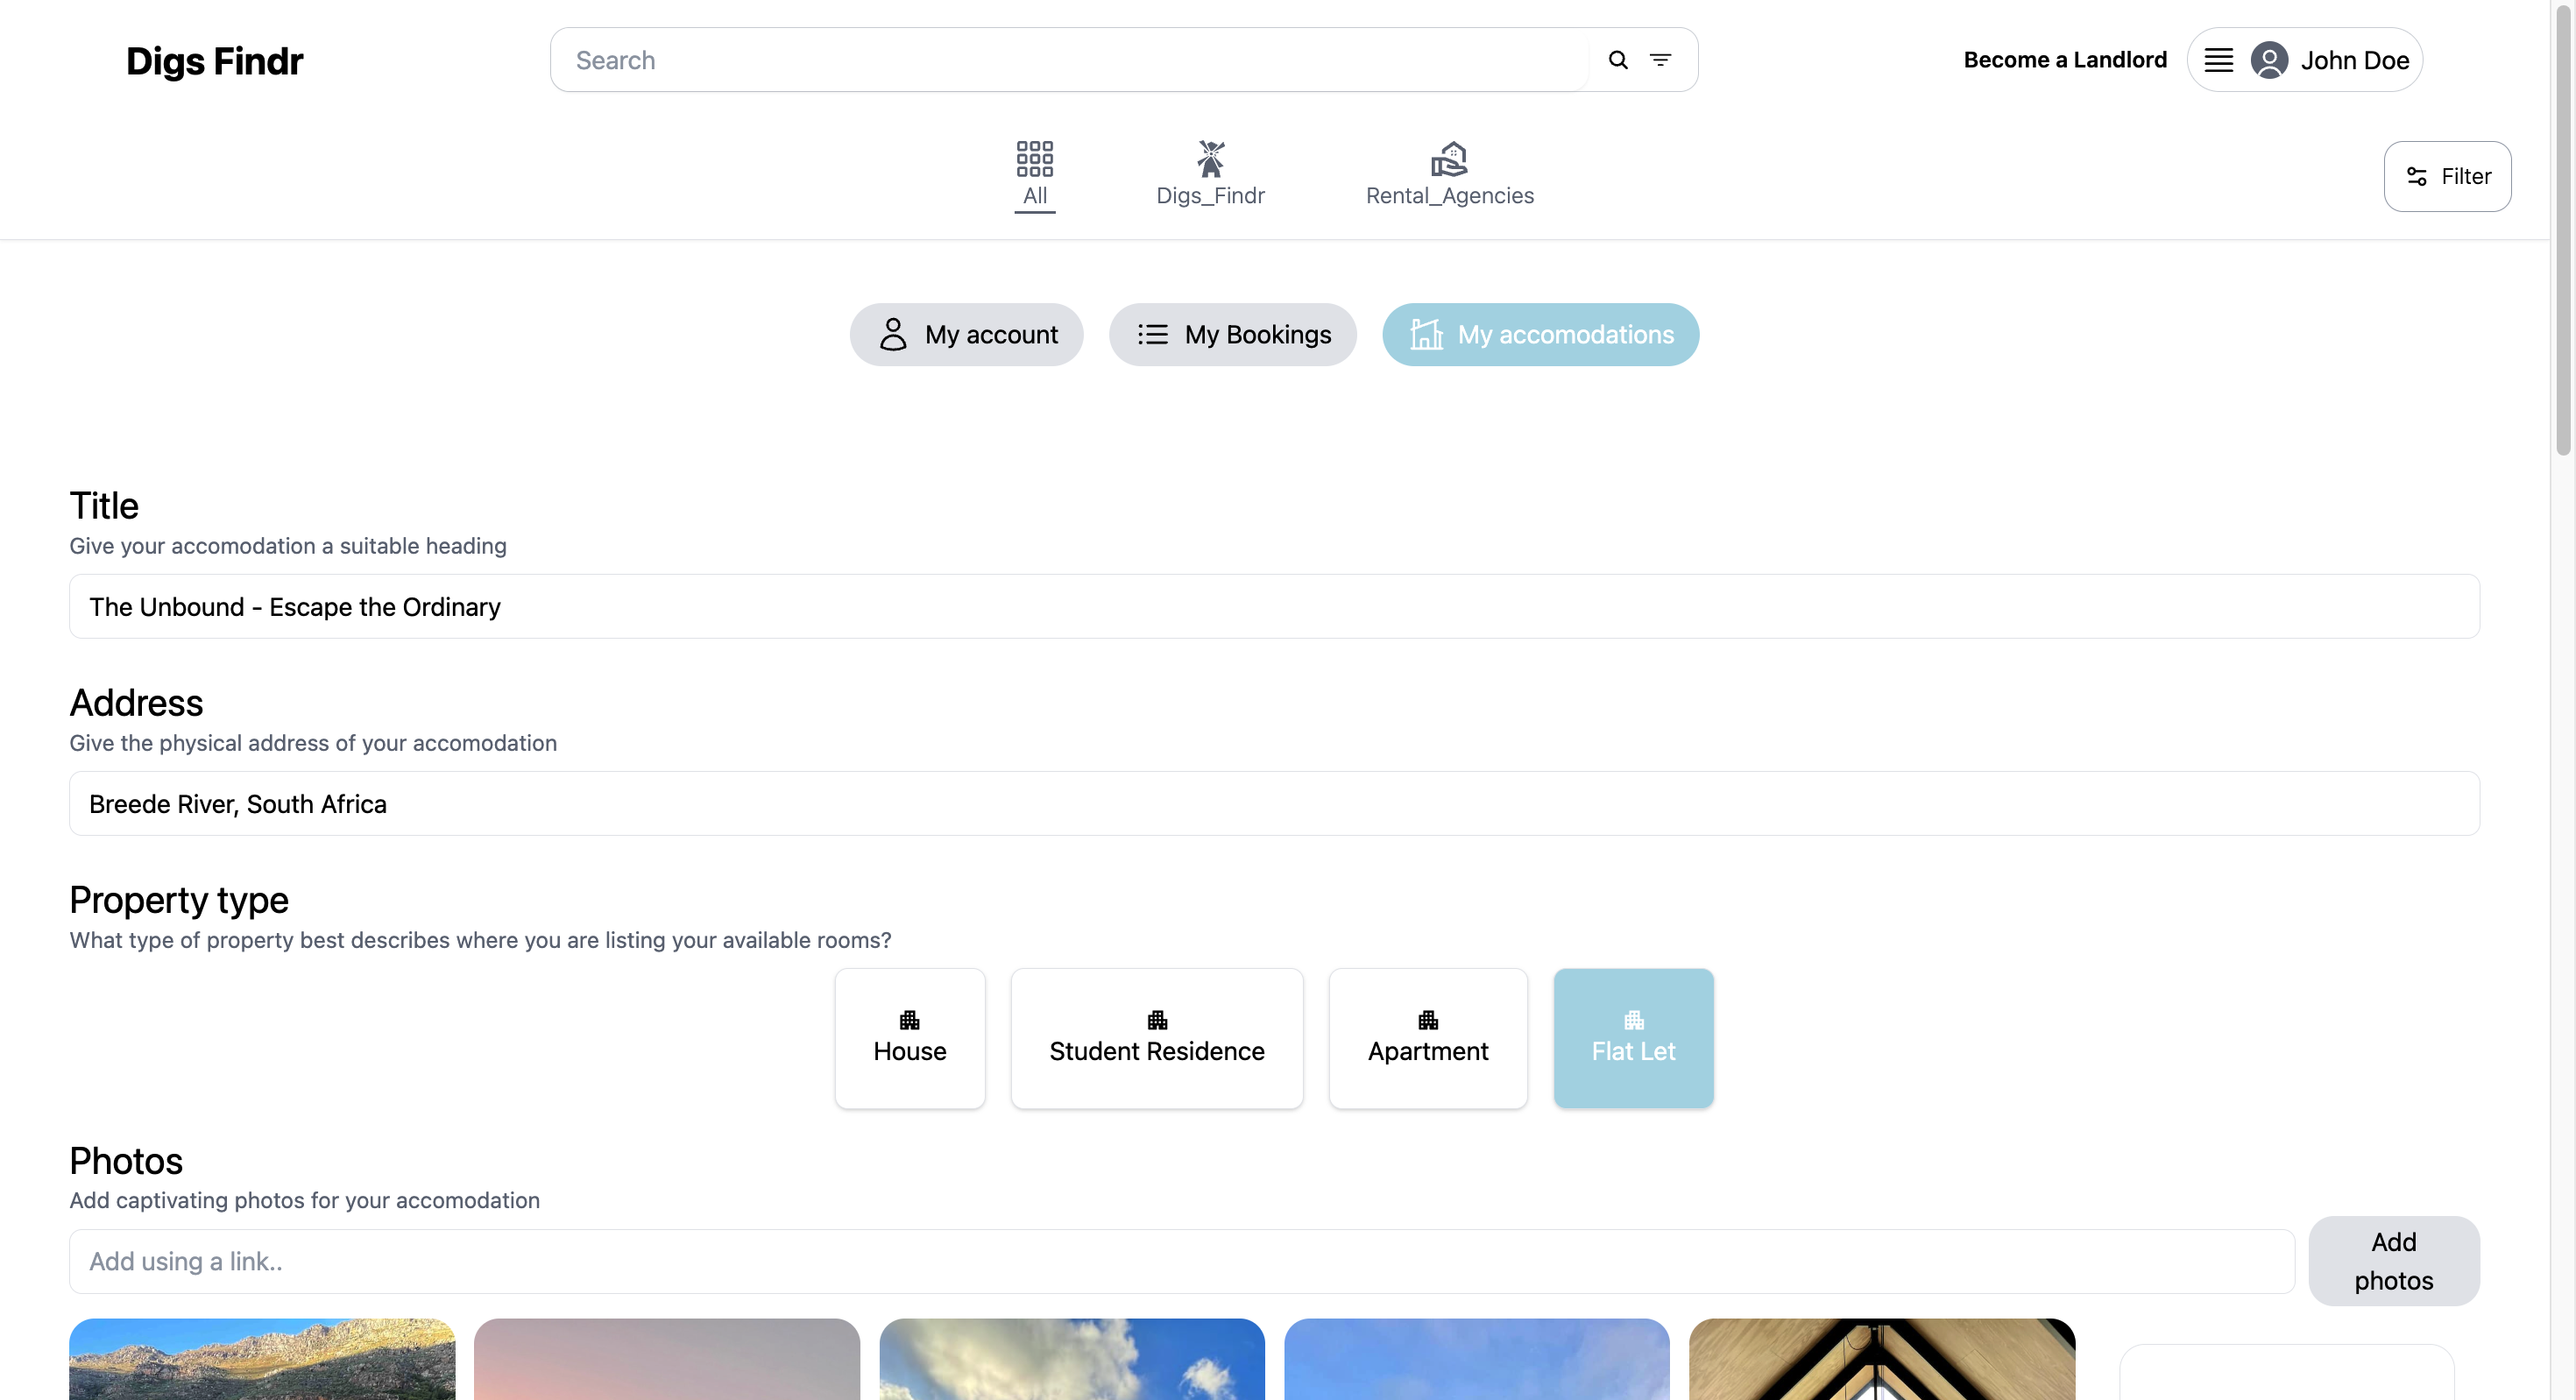 Digs Findr
Search
Become a Landlord
John Doe
All
Digs_Findr
Rental_Agencies
Filter
My account
My Bookings
My accomodations
Title
Give your accomodation a suitable heading
The Unbound - Escape the Ordinary
Address
Give the physical address of your accomodation
Breede River, South Africa
Property type
What type of property best describes where you are listing your available rooms?
House
Student Residence
Apartment
Flat Let
Photos
Add captivating photos for your accomodation
Add using a link..
Add
photos